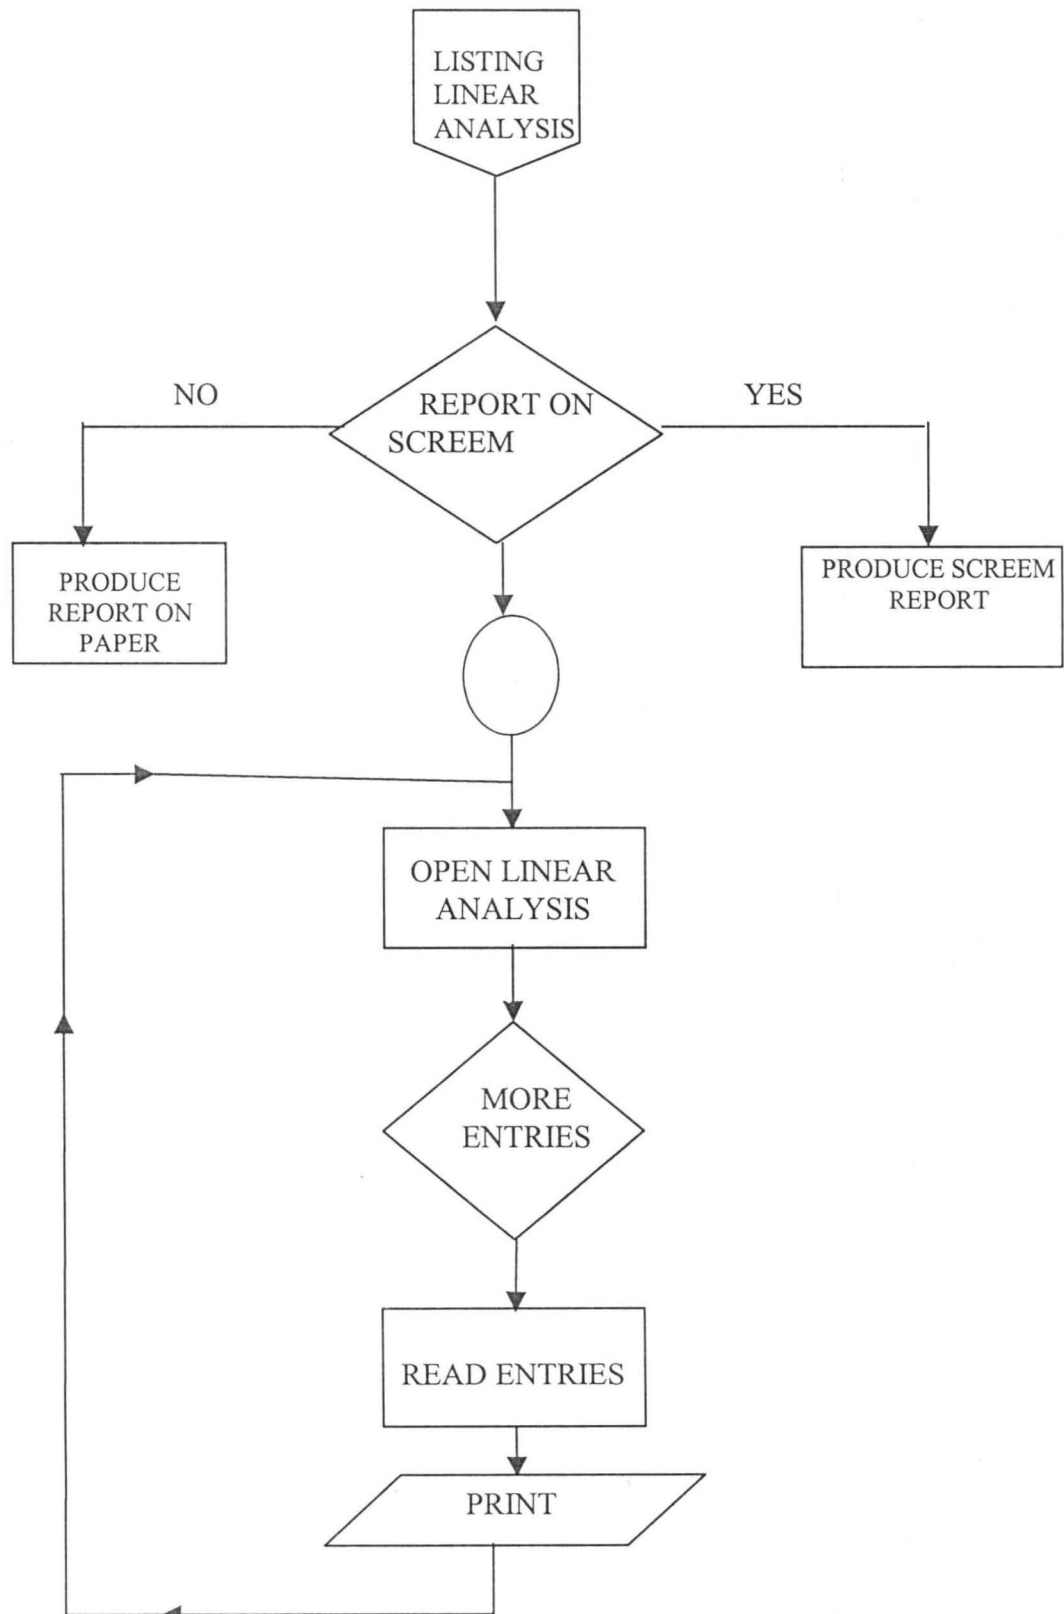 LISTING
LINEAR
ANALYSIS
NO
YES
REPORT ON
SCREEM
PRODUCE
REPORT ON
PAPER
PRODUCE SCREEM
REPORT
OPEN LINEAR
ANALYSIS
MORE
ENTRIES
READ ENTRIES
PRINT